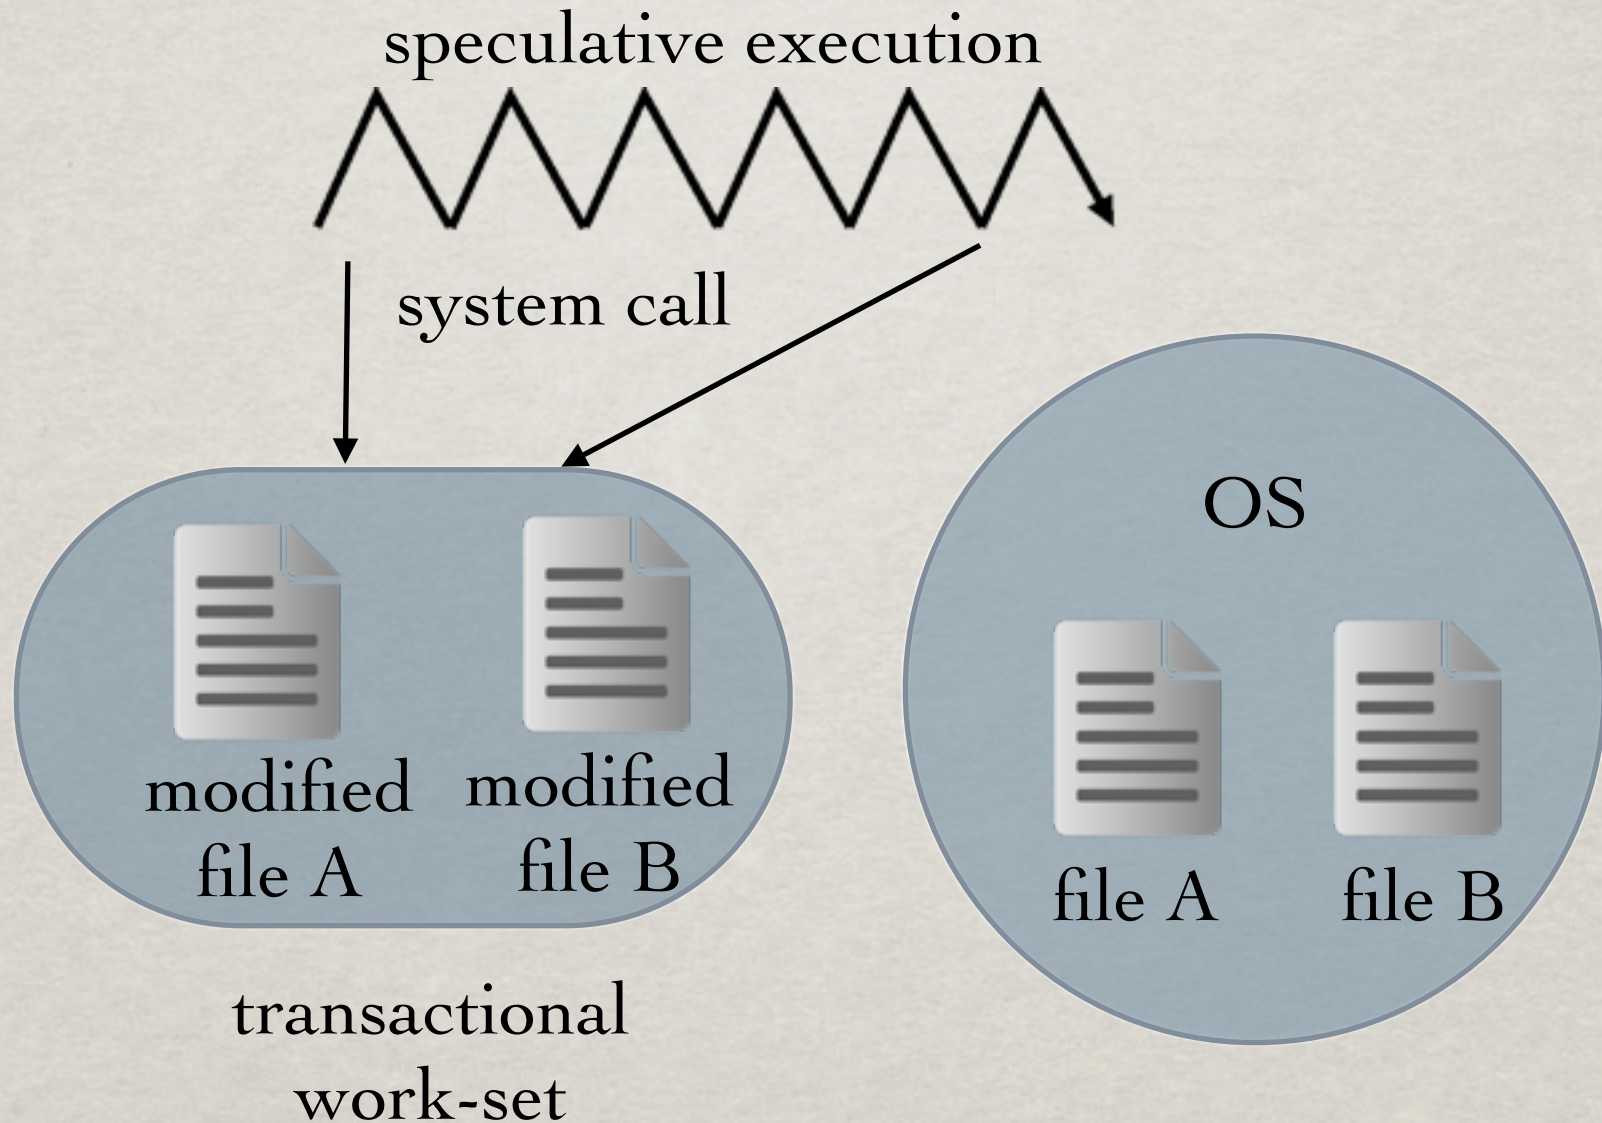 speculative execution
system call
OS
modified
file A
modified
file B
file A
file B
transactional
work-set